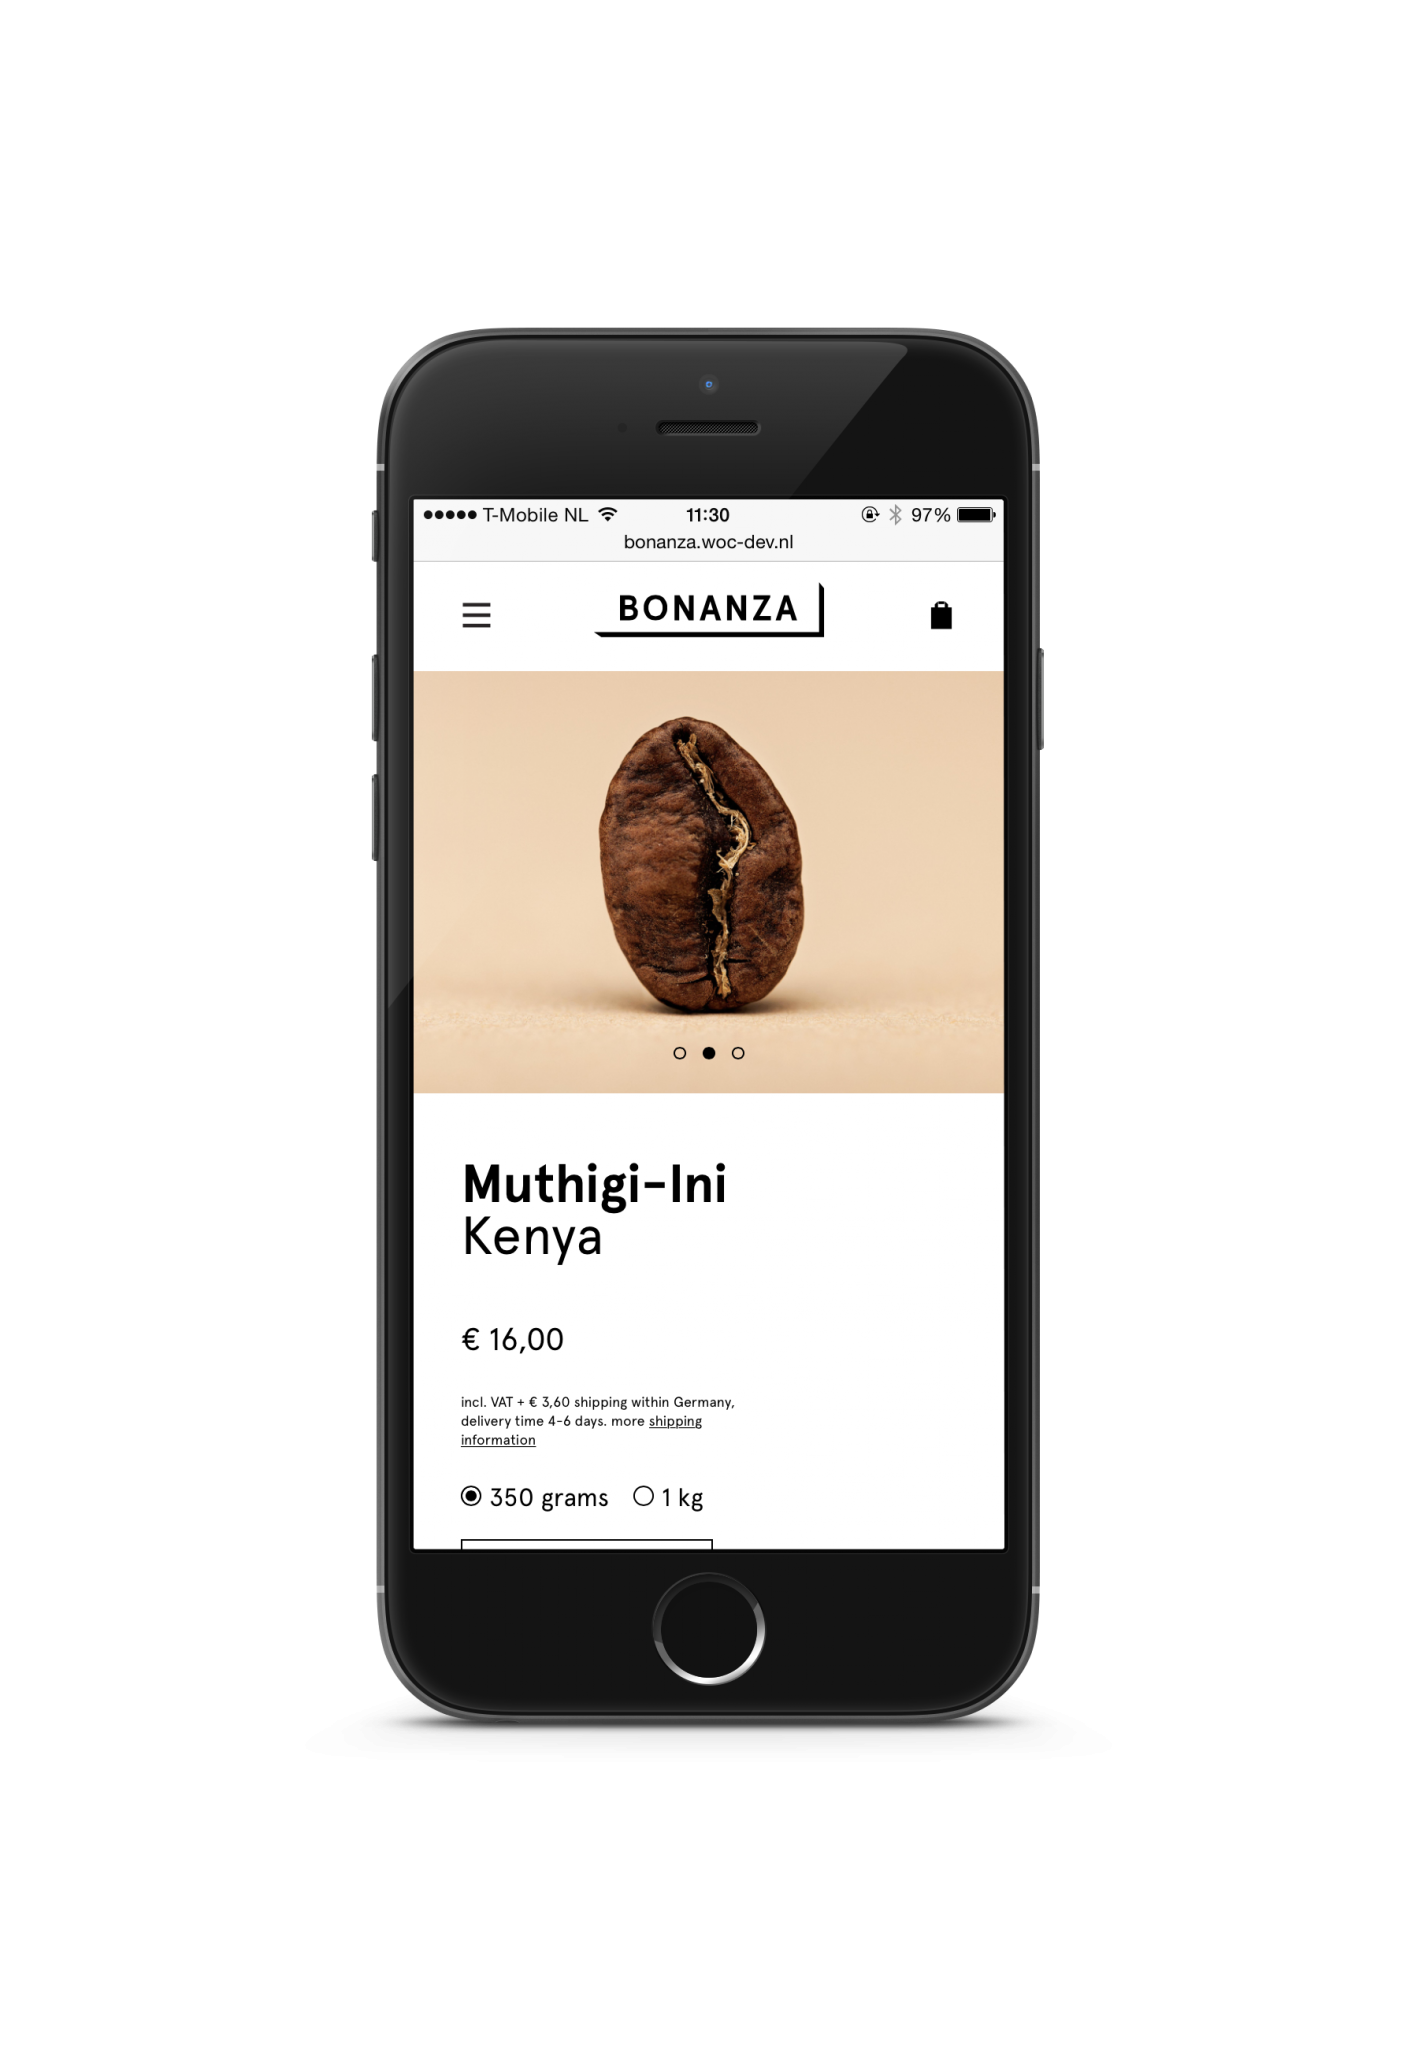 T-Mobile NL 11:30 97%
bonanza.woc-dev.nl
BONANZA
Muthigi-Ini
Kenya
€ 16,00
incl. VAT + € 3,60 shipping within Germany,
delivery time 4-6 days. more shipping
information
350 grams 1 kg